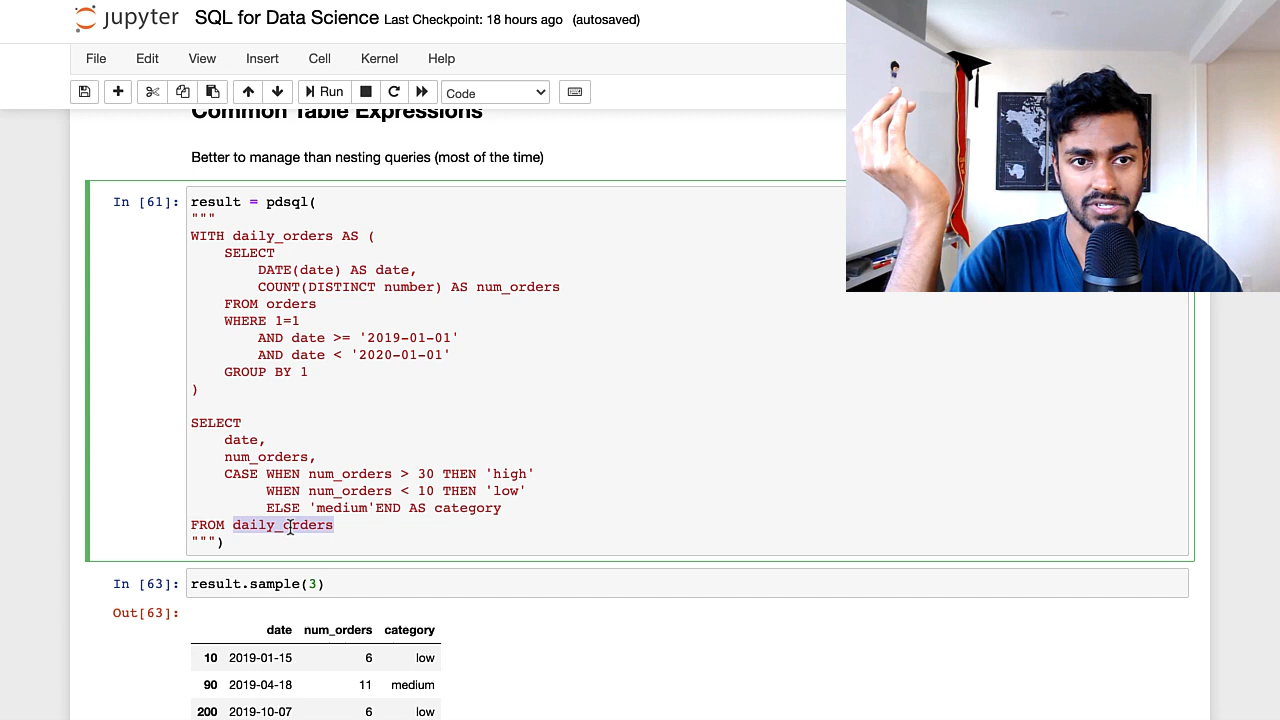 jupyter SQL for Data Science Last Checkpoint: 18 hours ago (autosaved)
File Edit View Insert Cell Kernel Help
Run Code
Common Table Expressions
Better to manage than nesting queries (most of the time)
In [61]: result = pdsql(
"""
WITH daily_orders AS (
SELECT
DATE(date) AS date,
COUNT(DISTINCT number) AS num_orders
FROM orders
WHERE 1=1
AND date >= '2019-01-01'
AND date < '2020-01-01'
GROUP BY 1
)
SELECT
date,
num_orders,
CASE WHEN num_orders > 30 THEN 'high'
WHEN num_orders < 10 THEN 'low'
ELSE 'medium'END AS category
FROM daily_orders
""")
In [63]: result.sample(3)
Out[63]:
date num_orders category
10 2019-01-15 6 low
90 2019-04-18 11 medium
200 2019-10-07 6 low